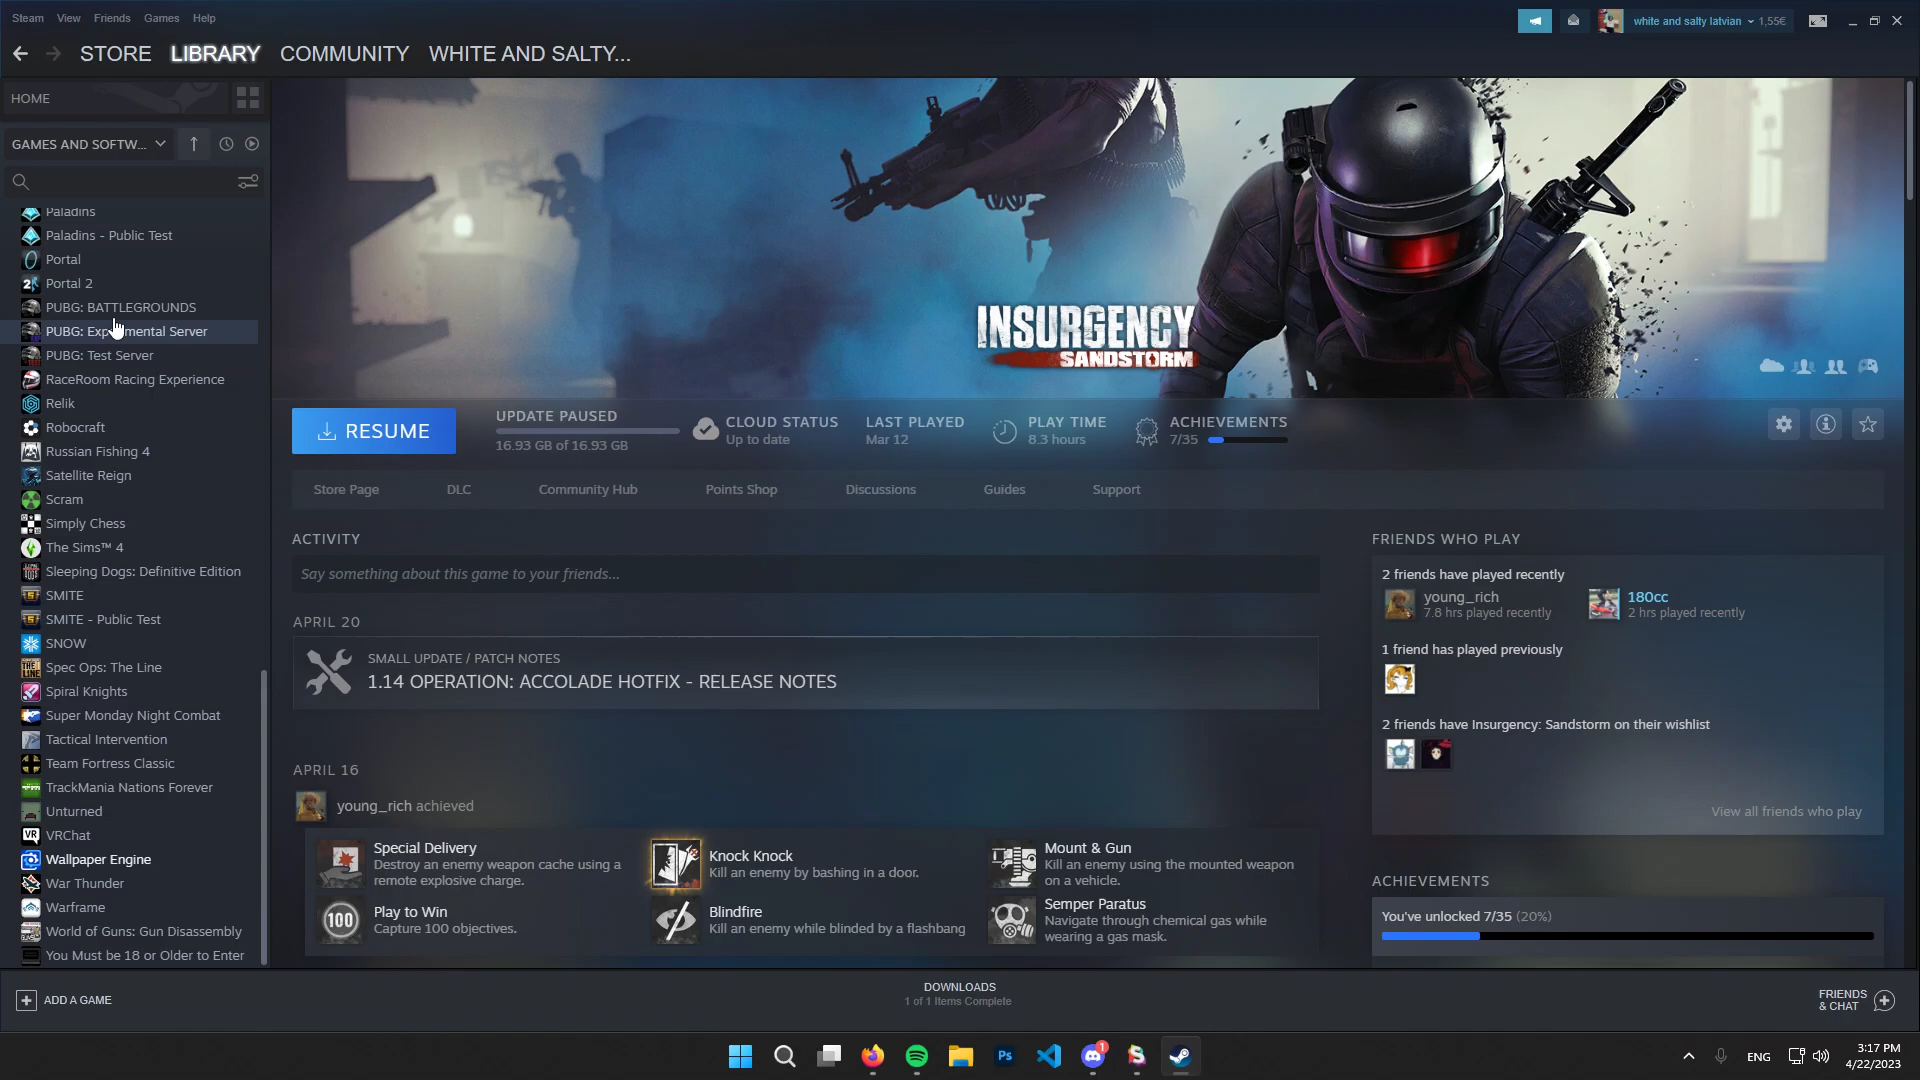 Steam View Friends Games Help
white and salty latvian 1,55€
STORE LIBRARY COMMUNITY WHITE AND SALTY...
HOME
GAMES AND SOFTW...
Paladins
Paladins - Public Test
Portal
Portal 2
PUBG: BATTLEGROUNDS
PUBG: Exp mental Server
PUBG: Test Server
RaceRoom Racing Experience
Relik
Robocraft
Russian Fishing 4
Satellite Reign
Scram
Simply Chess
The Sims™ 4
Sleeping Dogs: Definitive Edition
SMITE
SMITE - Public Test
SNOW
Spec Ops: The Line
Spiral Knights
Super Monday Night Combat
Tactical Intervention
Team Fortress Classic
TrackMania Nations Forever
Unturned
VRChat
Wallpaper Engine
War Thunder
Warframe
World of Guns: Gun Disassembly
You Must be 18 or Older to Enter
INSURGENCY
SANDSTORM
RESUME
UPDATE PAUSED
16.93 GB of 16.93 GB
CLOUD STATUS
Up to date
LAST PLAYED
Mar 12
PLAY TIME
8.3 hours
ACHIEVEMENTS
7/35
Store Page DLC Community Hub Points Shop Discussions Guides Support
ACTIVITY
Say something about this game to your friends...
APRIL 20
SMALL UPDATE / PATCH NOTES
1.14 OPERATION: ACCOLADE HOTFIX - RELEASE NOTES
APRIL 16
young_rich achieved
Special Delivery
Destroy an enemy weapon cache using a
remote explosive charge.
Knock Knock
Kill an enemy by bashing in a door.
Mount & Gun
Kill an enemy using the mounted weapon
on a vehicle.
100
Play to Win
Capture 100 objectives.
Blindfire
Kill an enemy while blinded by a flashbang
Semper Paratus
Navigate through chemical gas while
wearing a gas mask.
FRIENDS WHO PLAY
2 friends have played recently
young_rich
7.8 hrs played recently
180cc
2 hrs played recently
1 friend has played previously
2 friends have Insurgency: Sandstorm on their wishlist
View all friends who play
ACHIEVEMENTS
You've unlocked 7/35 (20%)
ADD A GAME
DOWNLOADS
1 of 1 Items Complete
FRIENDS
& CHAT
Ps
1
ENG
3:17 PM
4/22/2023